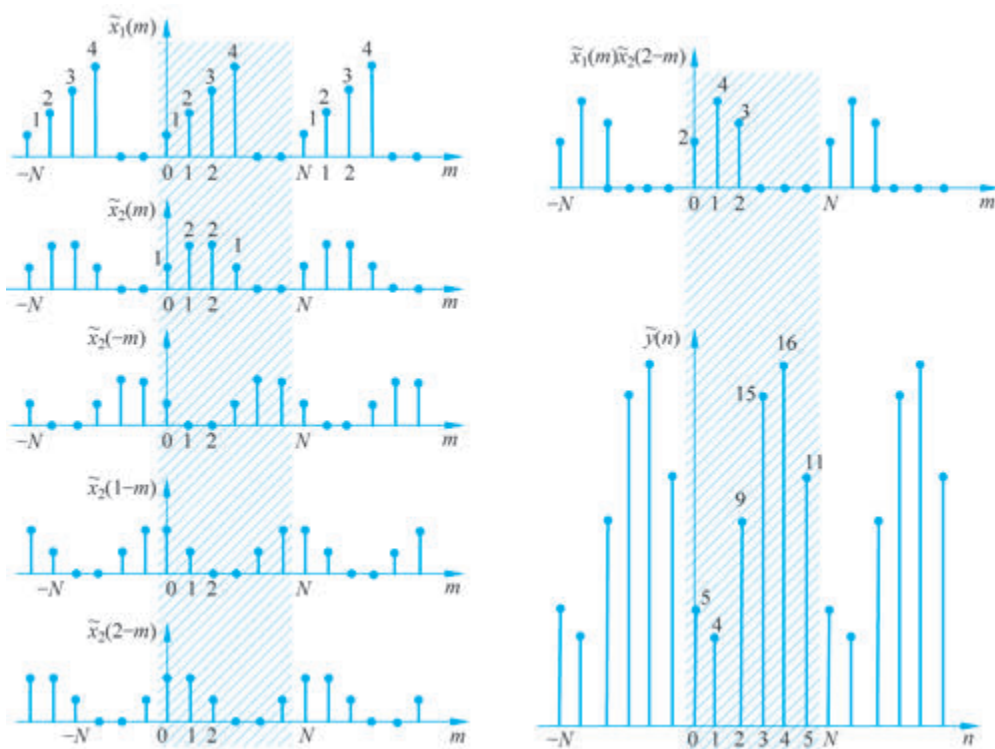 x̃₁(m)
1 2 3 4 1 2 3 4 1 2 3 4
−N 0 1 2 N 1 2 m
x̃₂(m)
1 2 2 1
−N 0 1 2 N m
x̃₂(−m)
−N 0 1 2 N m
x̃₂(1−m)
−N 0 1 2 N m
x̃₂(2−m)
−N 0 1 2 N m
x̃₁(m)x̃₂(2−m)
2 4 3
−N 0 1 2 N m
ỹ(n)
5 4 9 15 16 11
−N 0 1 2 3 4 5 N n